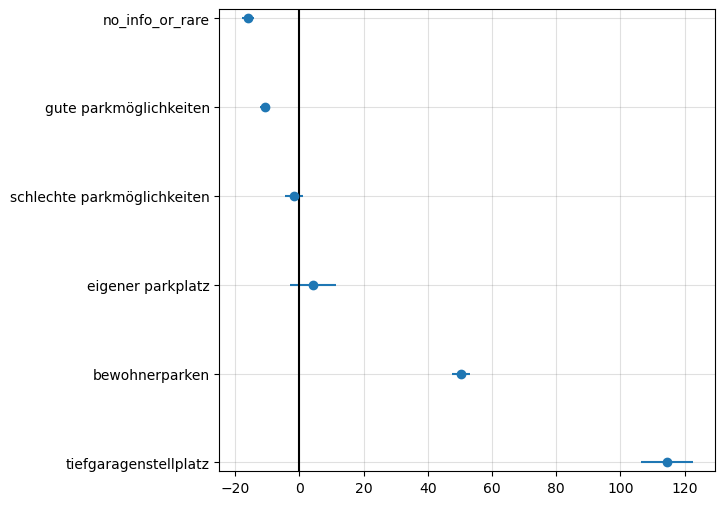 no_info_or_rare
gute parkmöglichkeiten
schlechte parkmöglichkeiten
eigener parkplatz
bewohnerparken
tiefgaragenstellplatz
−20 0 20 40 60 80 100 120